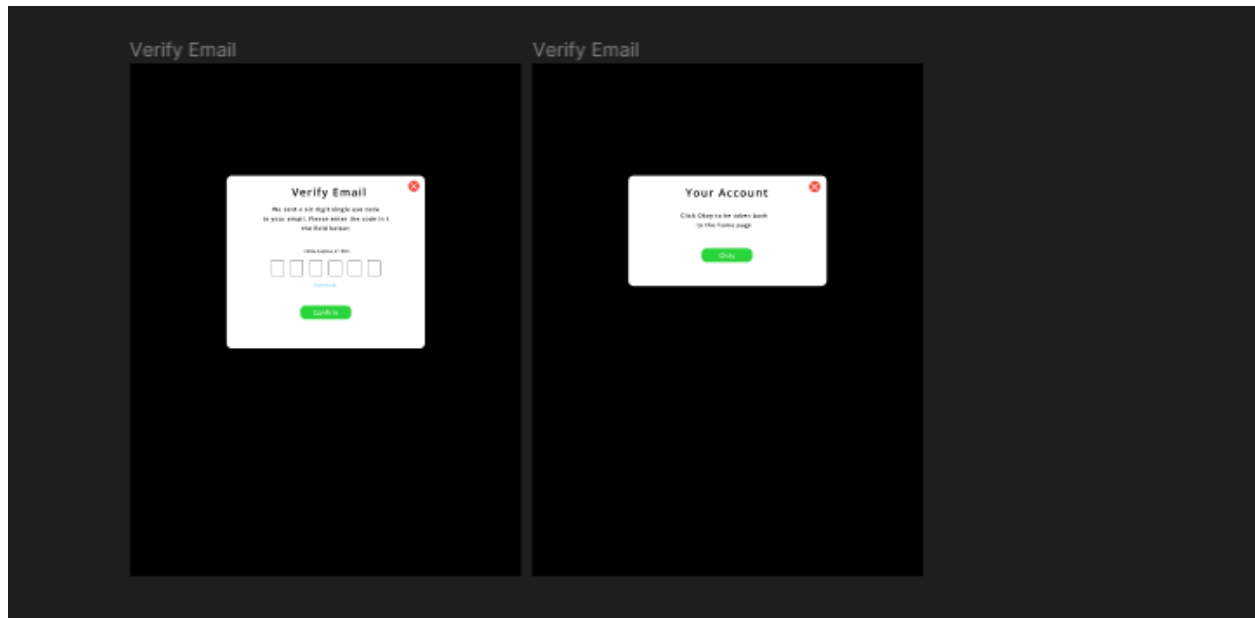 Verify Email
Verify Email
Verify Email
We sent a six digit single use code
to your email. Please enter the code in t
the field below:
Confirm
Your Account
Click Okay to be taken back
to the home page
Okay